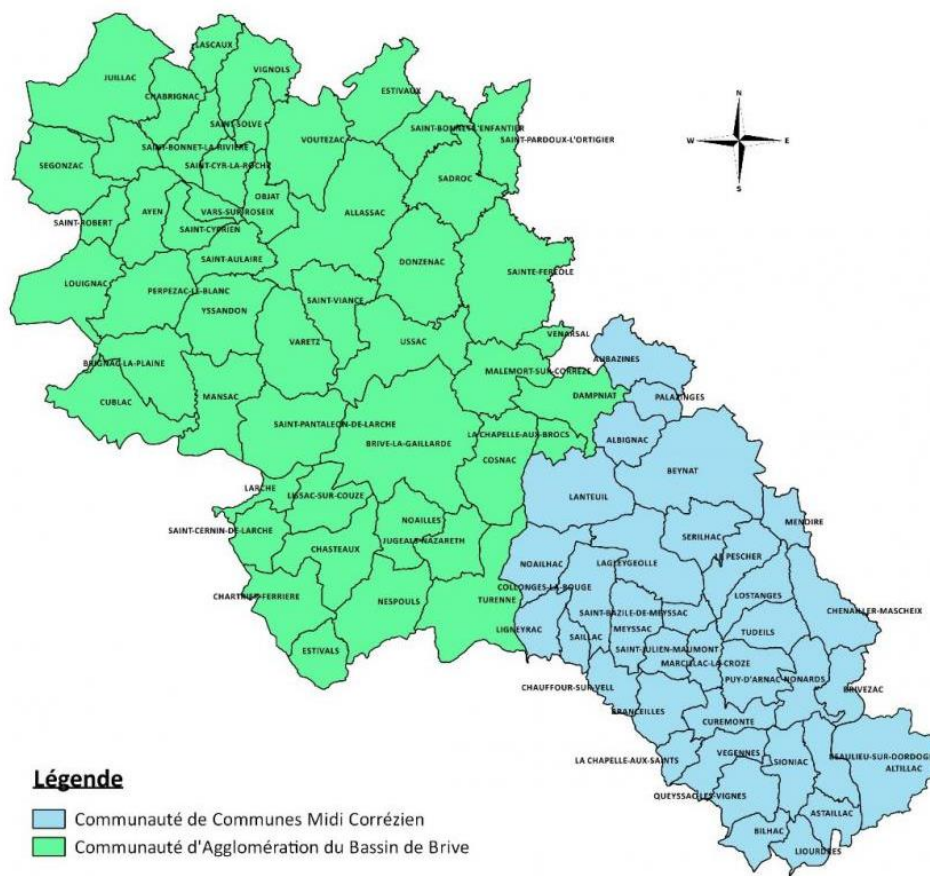 LASCAUX
JUILLAC
VIGNOLS
ESTIVAUX
CHABRIGNAC
SAINT-SOLVE
SAINT-BONNET-L'ENFANTIER
VOUTEZAC
SAINT-PARDOUX-L'ORTIGIER
SAINT-BONNET-LA-RIVIERE
SEGONZAC
SAINT-CYR-LA-ROCHE
SADROC
OBJAT
AYEN
VARS-SUR-ROSEIX
ALLASSAC
SAINT-ROBERT
SAINT-CYPRIEN
SAINT-AULAIRE
DONZENAC
SAINTE-FEREOLE
LOUIGNAC
PERPEZAC-LE-BLANC
SAINT-VIANCE
YSSANDON
VENARSAL
VARETZ
USSAC
AUBAZINES
BRIGNAC-LA-PLAINE
MALEMORT-SUR-CORREZE
MANSAC
DAMPNIAT
PALAZINGES
CUBLAC
SAINT-PANTALEON-DE-LARCHE
LA CHAPELLE-AUX-BROCS
ALBIGNAC
BRIVE-LA-GAILLARDE
COSNAC
BEYNAT
LARCHE
LISSAC-SUR-COUZE
LANTEUIL
NOAILLES
MENOIRE
SAINT-CERNIN-DE-LARCHE
SERILHAC
JUGEALS-NAZARETH
CHASTEAUX
LE PESCHER
NOAILHAC
LAGLEYGEOLLE
COLLONGES-LA-ROUGE
CHARTRIER-FERRIERE
NESPOULS
TURENNE
LOSTANGES
SAINT-BAZILE-DE-MEYSSAC
CHENAILLER-MASCHEIX
LIGNEYRAC
MEYSSAC
TUDEILS
SAILLAC
ESTIVALS
SAINT-JULIEN-MAUMONT
MARCILLAC-LA-CROZE
PUY-D'ARNAC
NONARDS
CHAUFFOUR-SUR-VELL
BRIVEZAC
BRANCEILLES
CUREMONTE
VEGENNES
BEAULIEU-SUR-DORDOGN
LA CHAPELLE-AUX-SAINTS
SIONIAC
ALTILLAC
QUEYSSAC-LES-VIGNES
ASTAILLAC
BILHAC
LIOURDRES
N
W
E
S
Légende
Communauté de Communes Midi Corrézien
Communauté d'Agglomération du Bassin de Brive